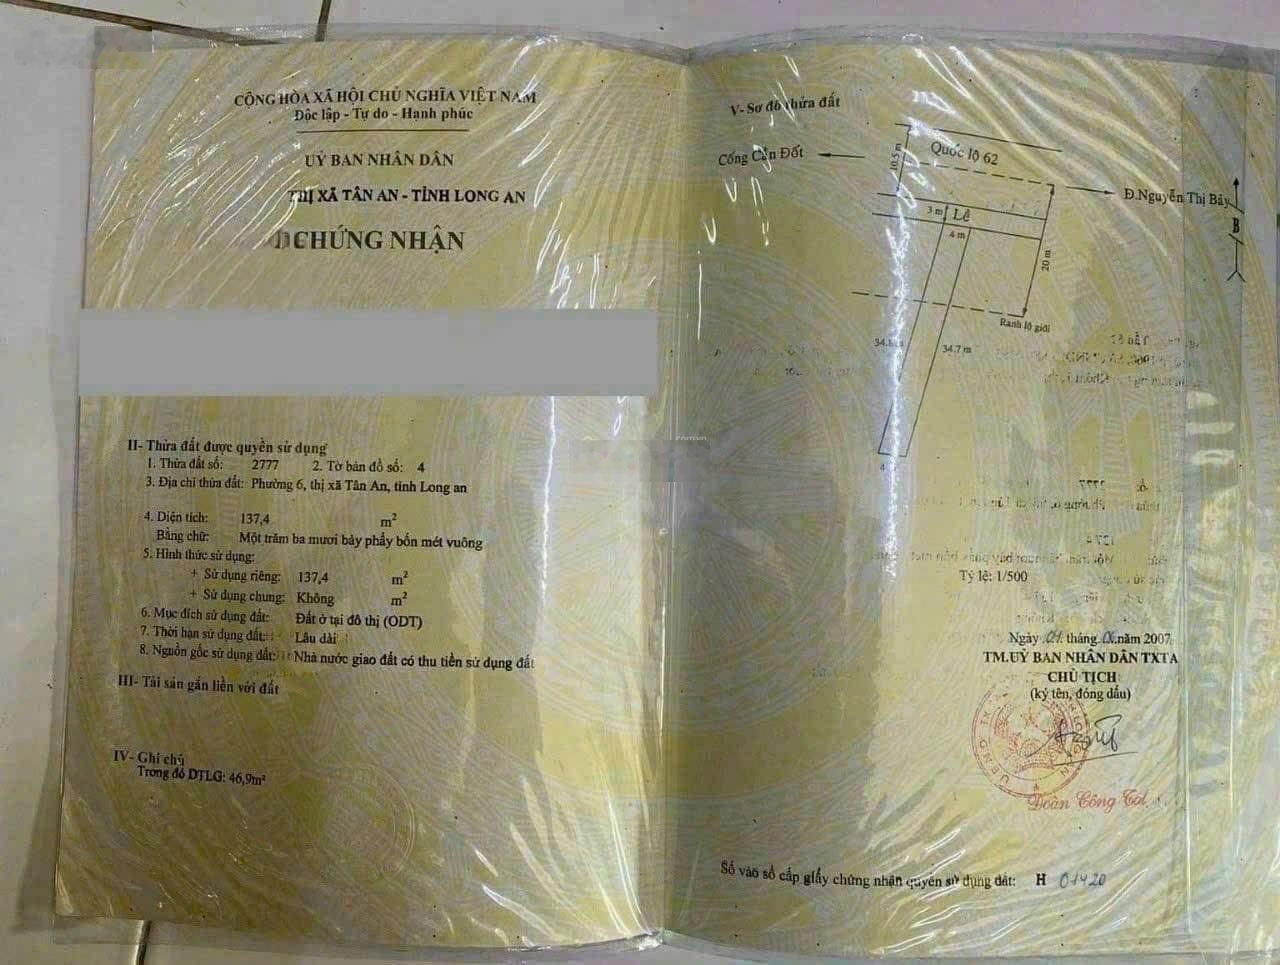 CỘNG HÒA XÃ HỘI CHỦ NGHĨA VIỆT NAM
Độc lập - Tự do - Hạnh phúc
UỶ BAN NHÂN DÂN
THỊ XÃ TÂN AN - TỈNH LONG AN
CHỨNG NHẬN
II- Thửa đất được quyền sử dụng
1. Thửa đất số: 2777 2. Tờ bản đồ số: 4
3. Địa chỉ thửa đất: Phường 6, thị xã Tân An, tỉnh Long an
4. Diện tích: 137,4 m²
Bằng chữ: Một trăm ba mươi bảy phẩy bốn mét vuông
5. Hình thức sử dụng:
+ Sử dụng riêng: 137,4 m²
+ Sử dụng chung: Không m²
6. Mục đích sử dụng đất: Đất ở tại đô thị (ODT)
7. Thời hạn sử dụng đất: Lâu dài
8. Nguồn gốc sử dụng đất: Nhà nước giao đất có thu tiền sử dụng đất
III- Tài sản gắn liền với đất
IV- Ghi chú
Trong đó DTLG: 46,9m²
V- Sơ đồ thửa đất
Cống Cần Đốt
10.5 m
Quốc lộ 62
Đ.Nguyễn Thị Bảy
B
3 m
Lề
4 m
20 m
Ranh lộ giới
34.7 m
4
Tỷ lệ: 1/500
Ngày tháng năm 2007
TM.UỶ BAN NHÂN DÂN TXTA
CHỦ TỊCH
(ký tên, đóng dấu)
Đoàn Công
Số vào sổ cấp giấy chứng nhận quyền sử dụng đất: H 01420